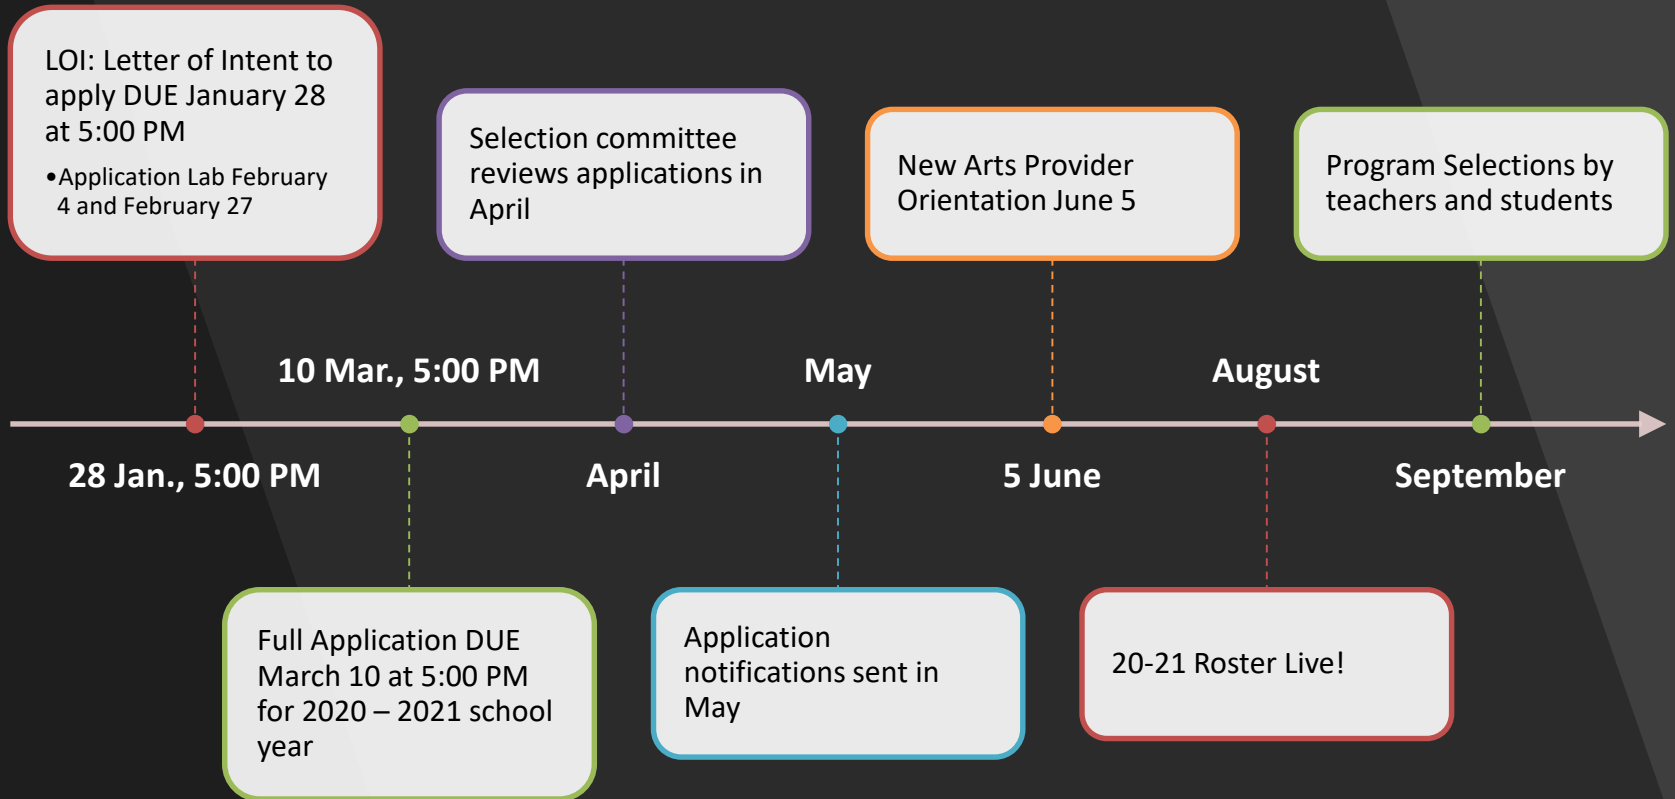 LOI: Letter of Intent to
apply DUE January 28
at 5:00 PM
•Application Lab February
4 and February 27
Selection committee
reviews applications in
April
New Arts Provider
Orientation June 5
Program Selections by
teachers and students
10 Mar., 5:00 PM
May
August
28 Jan., 5:00 PM
April
5 June
September
Full Application DUE
March 10 at 5:00 PM
for 2020 – 2021 school
year
Application
notifications sent in
May
20-21 Roster Live!